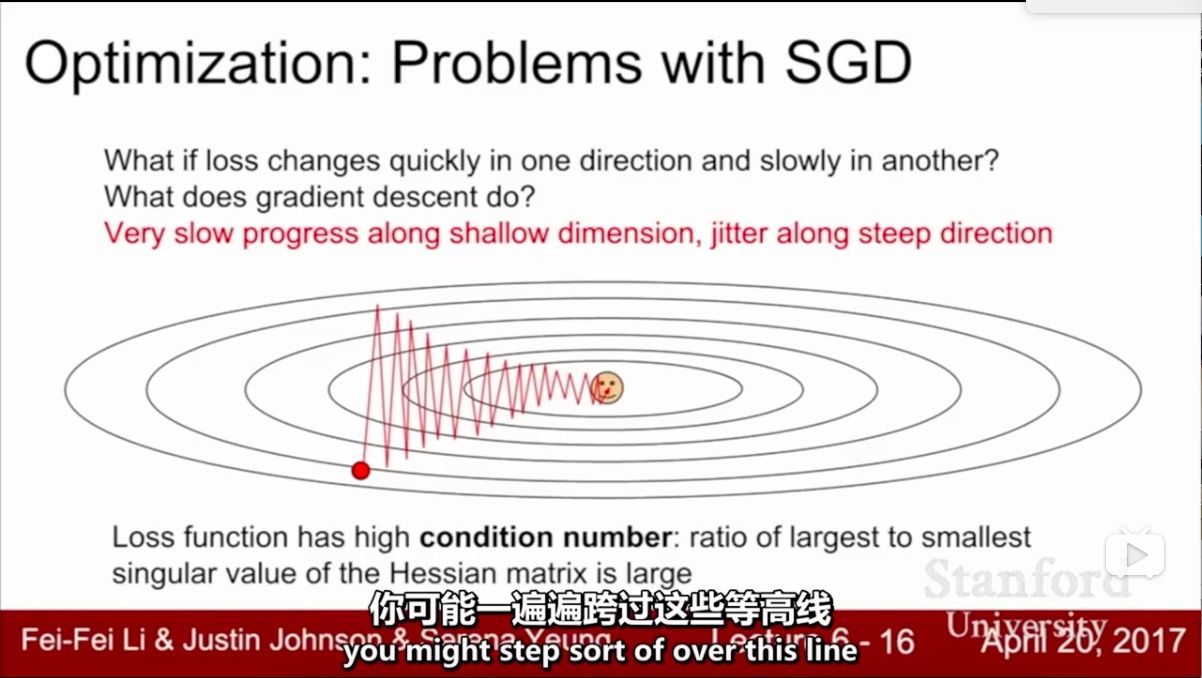 Optimization: Problems with SGD
What if loss changes quickly in one direction and slowly in another?
What does gradient descent do?
Very slow progress along shallow dimension, jitter along steep direction
Loss function has high condition number: ratio of largest to smallest
singular value of the Hessian matrix is large
Stanford
University
你可能一遍遍跨过这些等高线
Fei-Fei Li & Justin Johnson & Serena Yeung Lecture 6 - 16 April 20, 2017
you might step sort of over this line